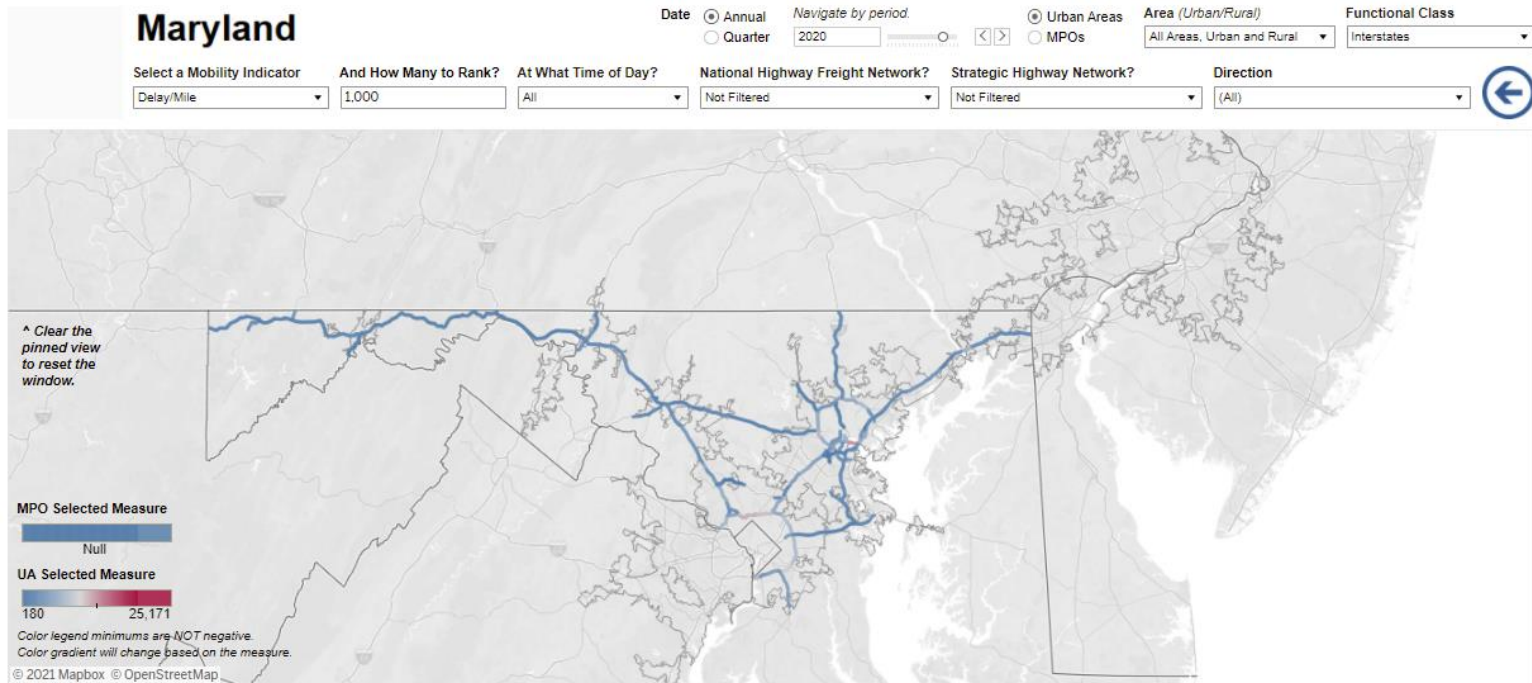 Maryland
Date
Annual
Quarter
Navigate by period.
2020
Urban Areas
MPOs
Area (Urban/Rural)
All Areas, Urban and Rural
Functional Class
Interstates
Select a Mobility Indicator
Delay/Mile
And How Many to Rank?
1,000
At What Time of Day?
All
National Highway Freight Network?
Not Filtered
Strategic Highway Network?
Not Filtered
Direction
(All)
^ Clear the
pinned view
to reset the
window.
MPO Selected Measure
Null
UA Selected Measure
180 25,171
Color legend minimums are NOT negative.
Color gradient will change based on the measure.
© 2021 Mapbox © OpenStreetMap